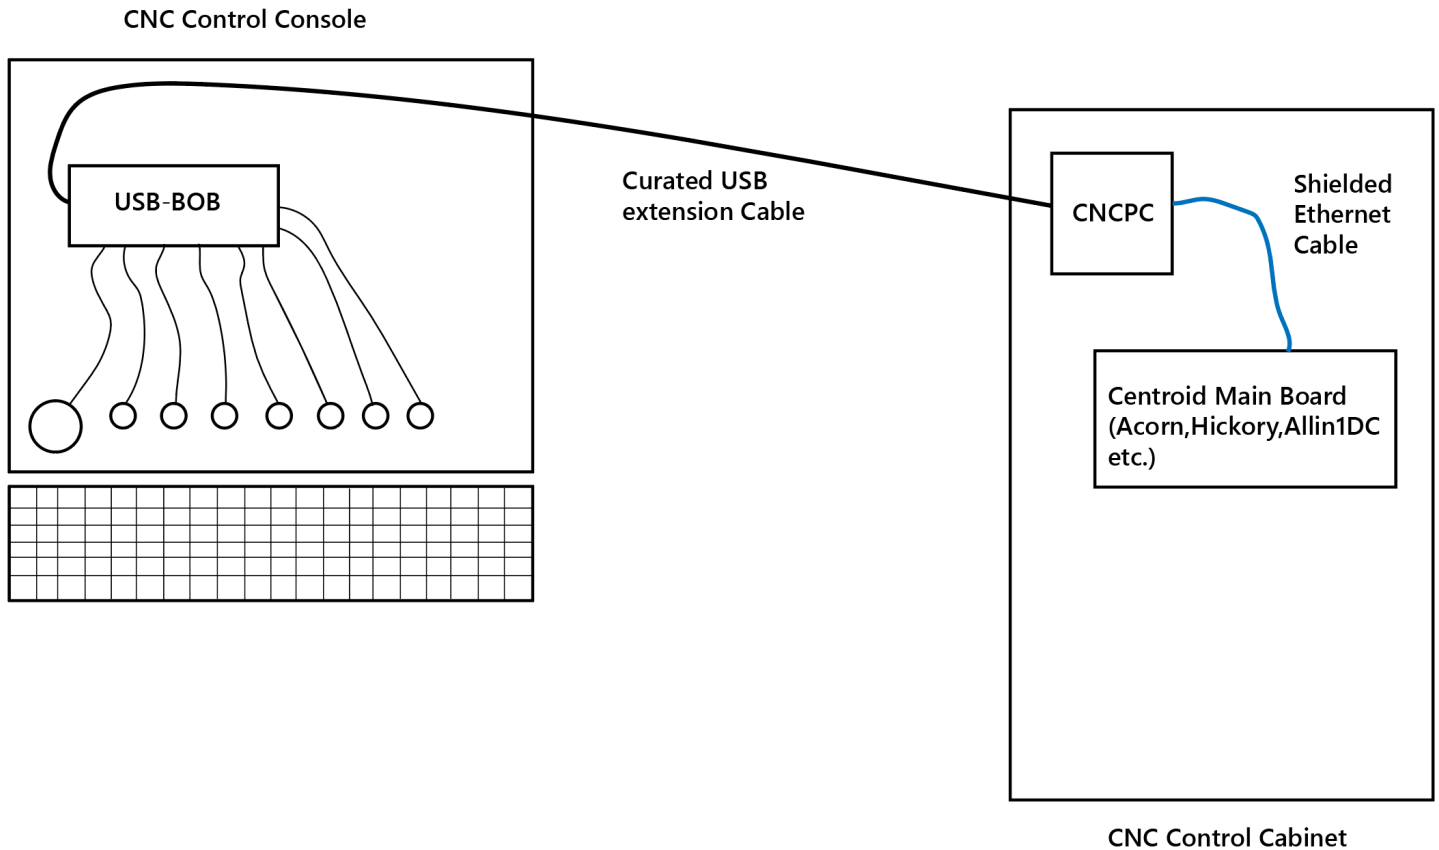 CNC Control Console
USB-BOB
Curated USB
extension Cable
CNCPC
Shielded
Ethernet
Cable
Centroid Main Board
(Acorn,Hickory,Allin1DC
etc.)
CNC Control Cabinet